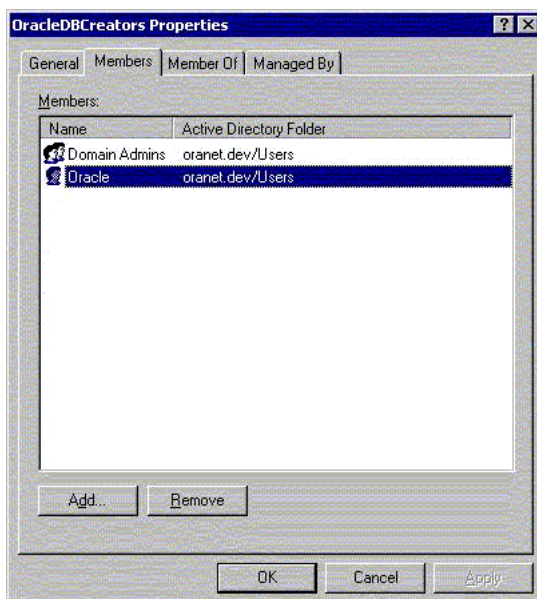 OracleDBCreators Properties ? X
General Members Member Of Managed By
Members:
Name Active Directory Folder
Domain Admins oranet.dev/Users
Oracle oranet.dev/Users
Add... Remove
OK Cancel Apply